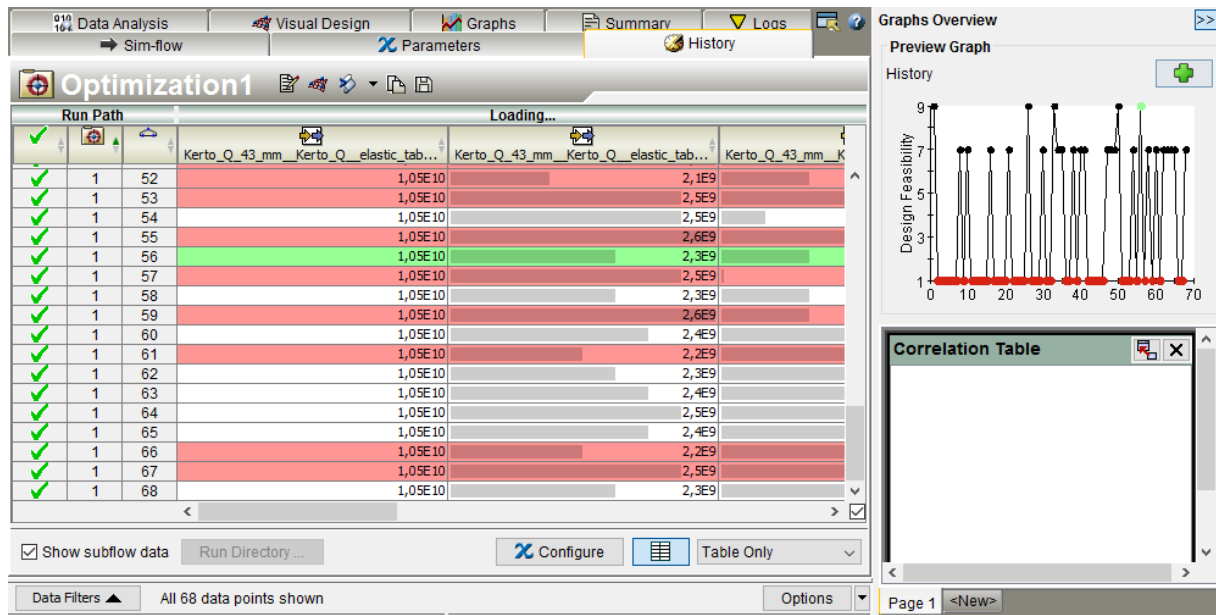 Data Analysis Visual Design Graphs Summary Logs
Sim-flow Parameters History
Optimization1
Run Path Loading...
Kerto_Q_43_mm__Kerto_Q__elastic_tab... Kerto_Q_43_mm__Kerto_Q__elastic_tab... Kerto_Q_43_mm__K
1 52 1,05E10 2,1E9
1 53 1,05E10 2,5E9
1 54 1,05E10 2,5E9
1 55 1,05E10 2,6E9
1 56 1,05E10 2,3E9
1 57 1,05E10 2,5E9
1 58 1,05E10 2,3E9
1 59 1,05E10 2,6E9
1 60 1,05E10 2,4E9
1 61 1,05E10 2,2E9
1 62 1,05E10 2,3E9
1 63 1,05E10 2,4E9
1 64 1,05E10 2,5E9
1 65 1,05E10 2,4E9
1 66 1,05E10 2,2E9
1 67 1,05E10 2,5E9
1 68 1,05E10 2,3E9
Show subflow data Run Directory ... Configure Table Only
Data Filters All 68 data points shown Options
Graphs Overview >>
Preview Graph
History
Design Feasibility
9
7
5
3
1
0 10 20 30 40 50 60 70
Correlation Table
Page 1 <New>